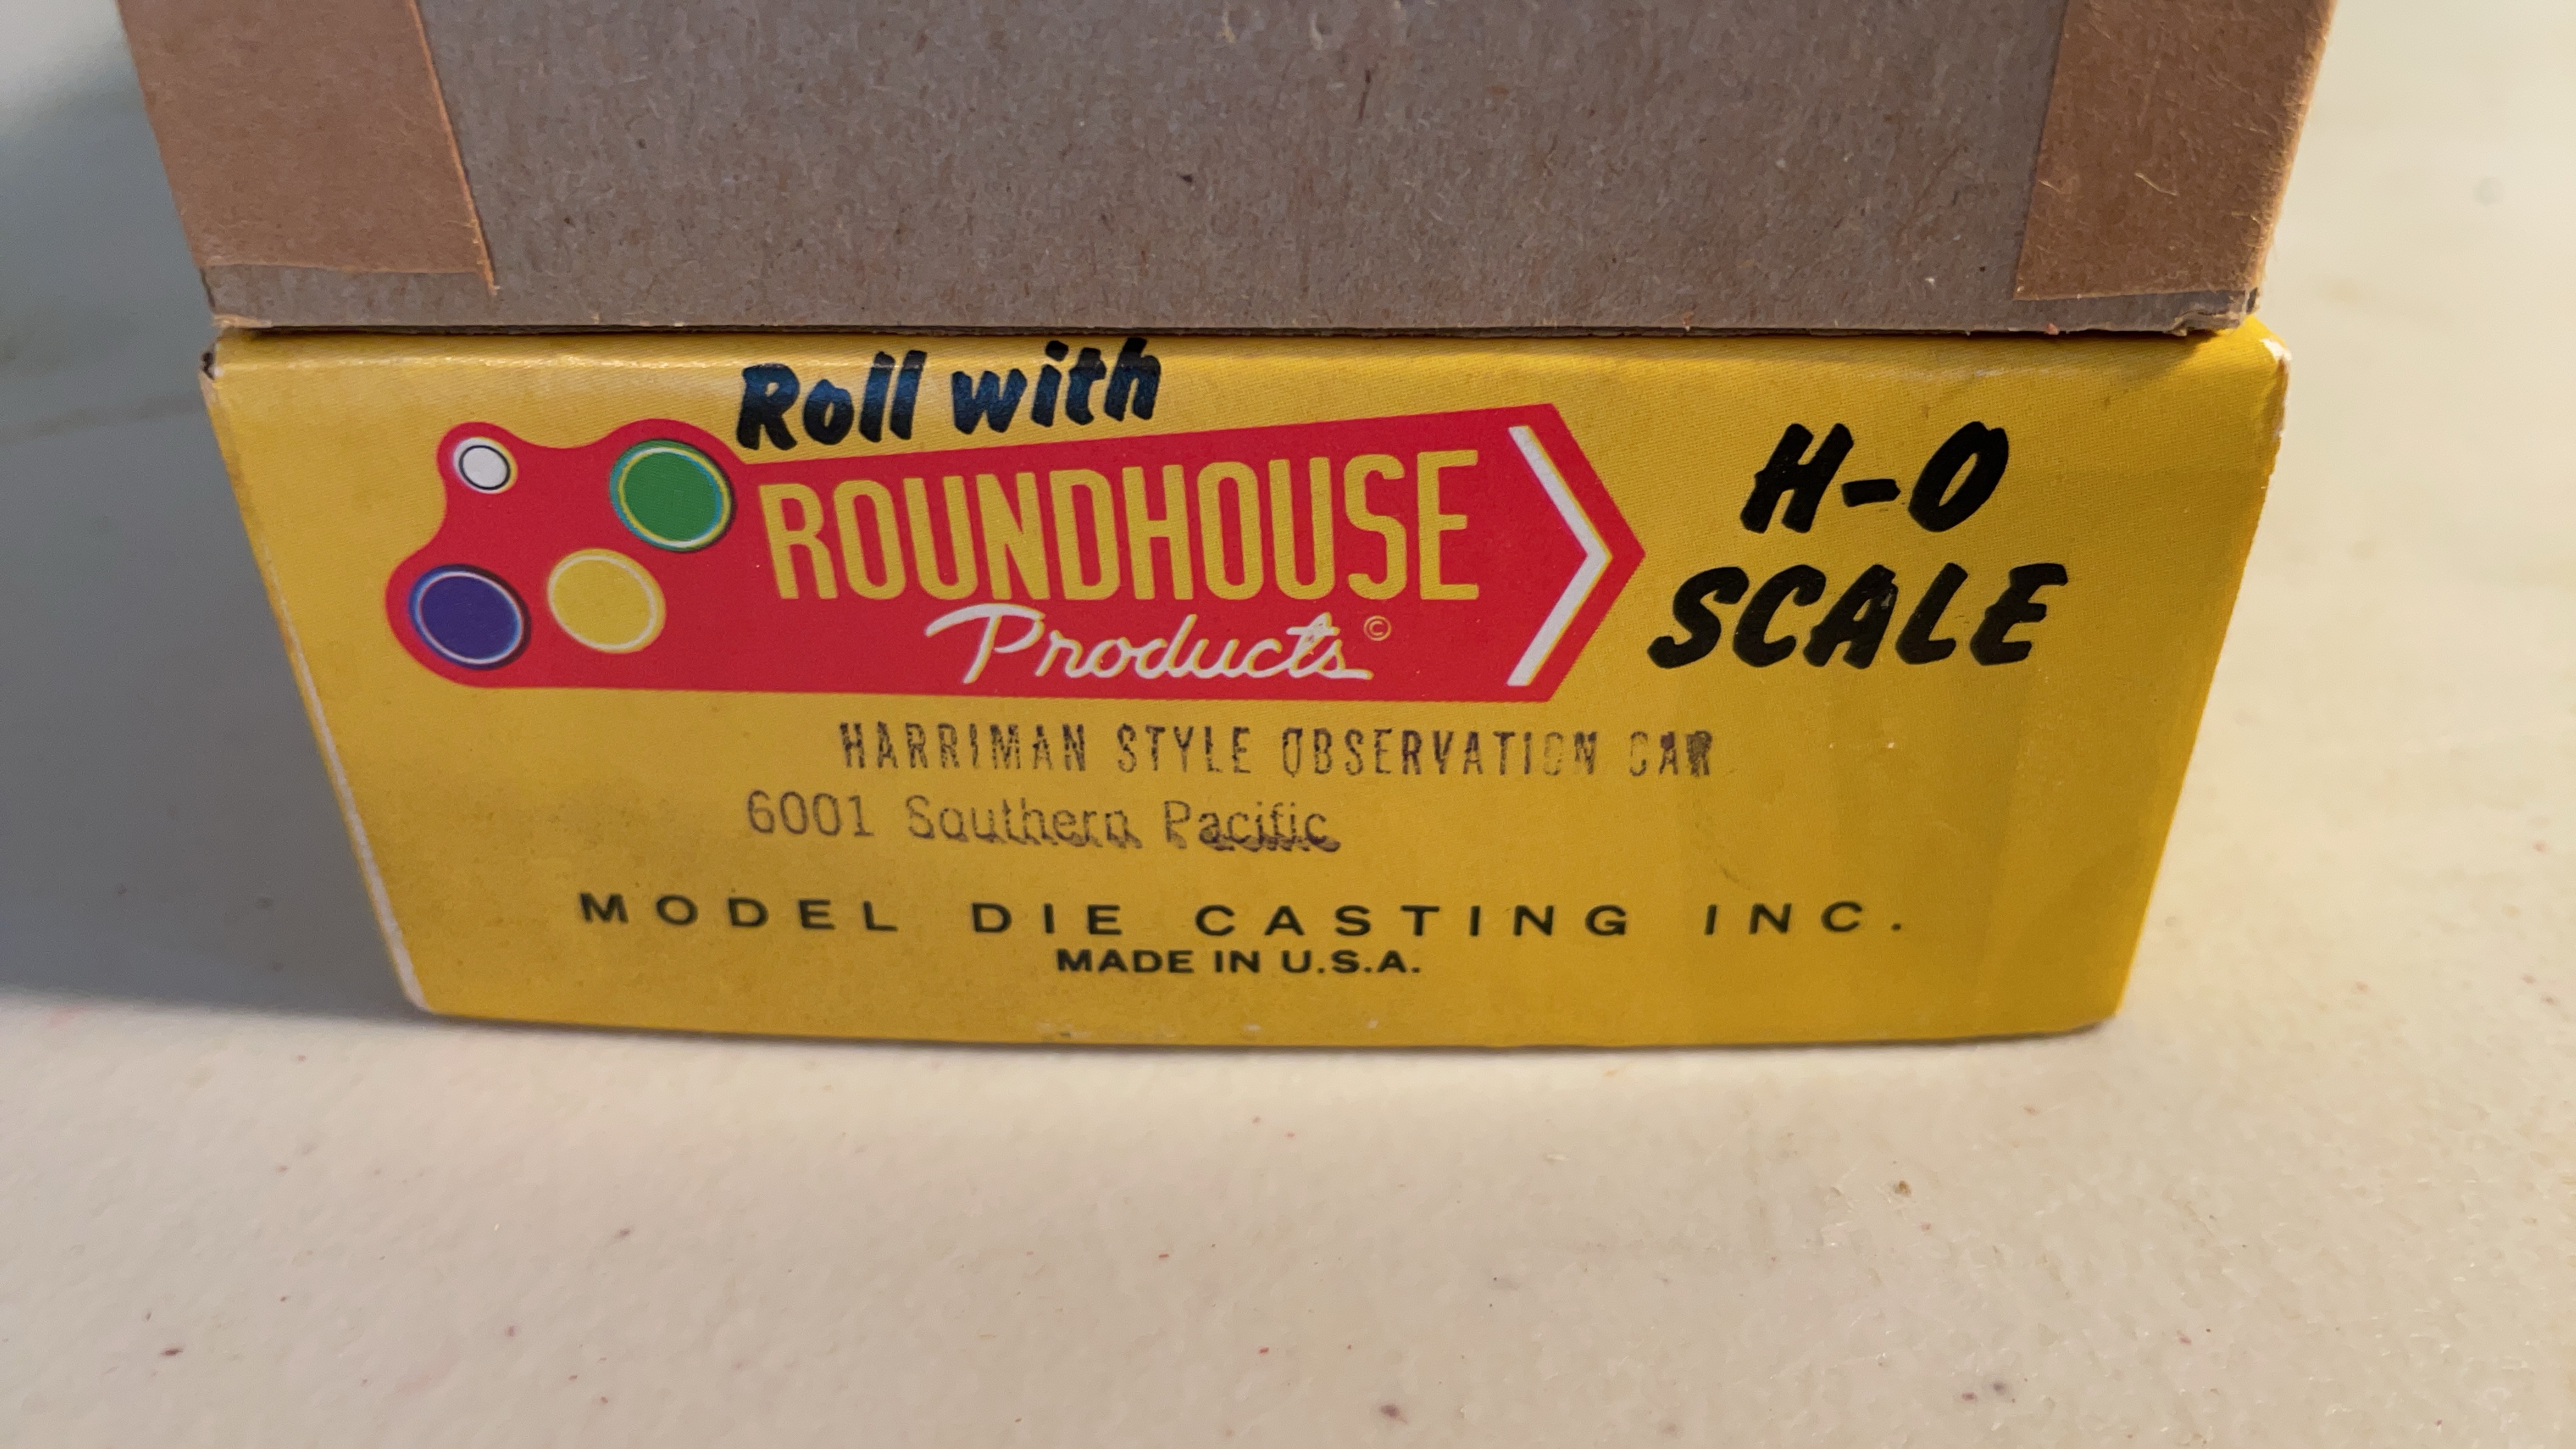 Roll with
ROUNDHOUSE
Products ©
H-O
SCALE
HARRIMAN STYLE OBSERVATION CAR
6001 Southern Pacific
MODEL DIE CASTING INC.
MADE IN U.S.A.